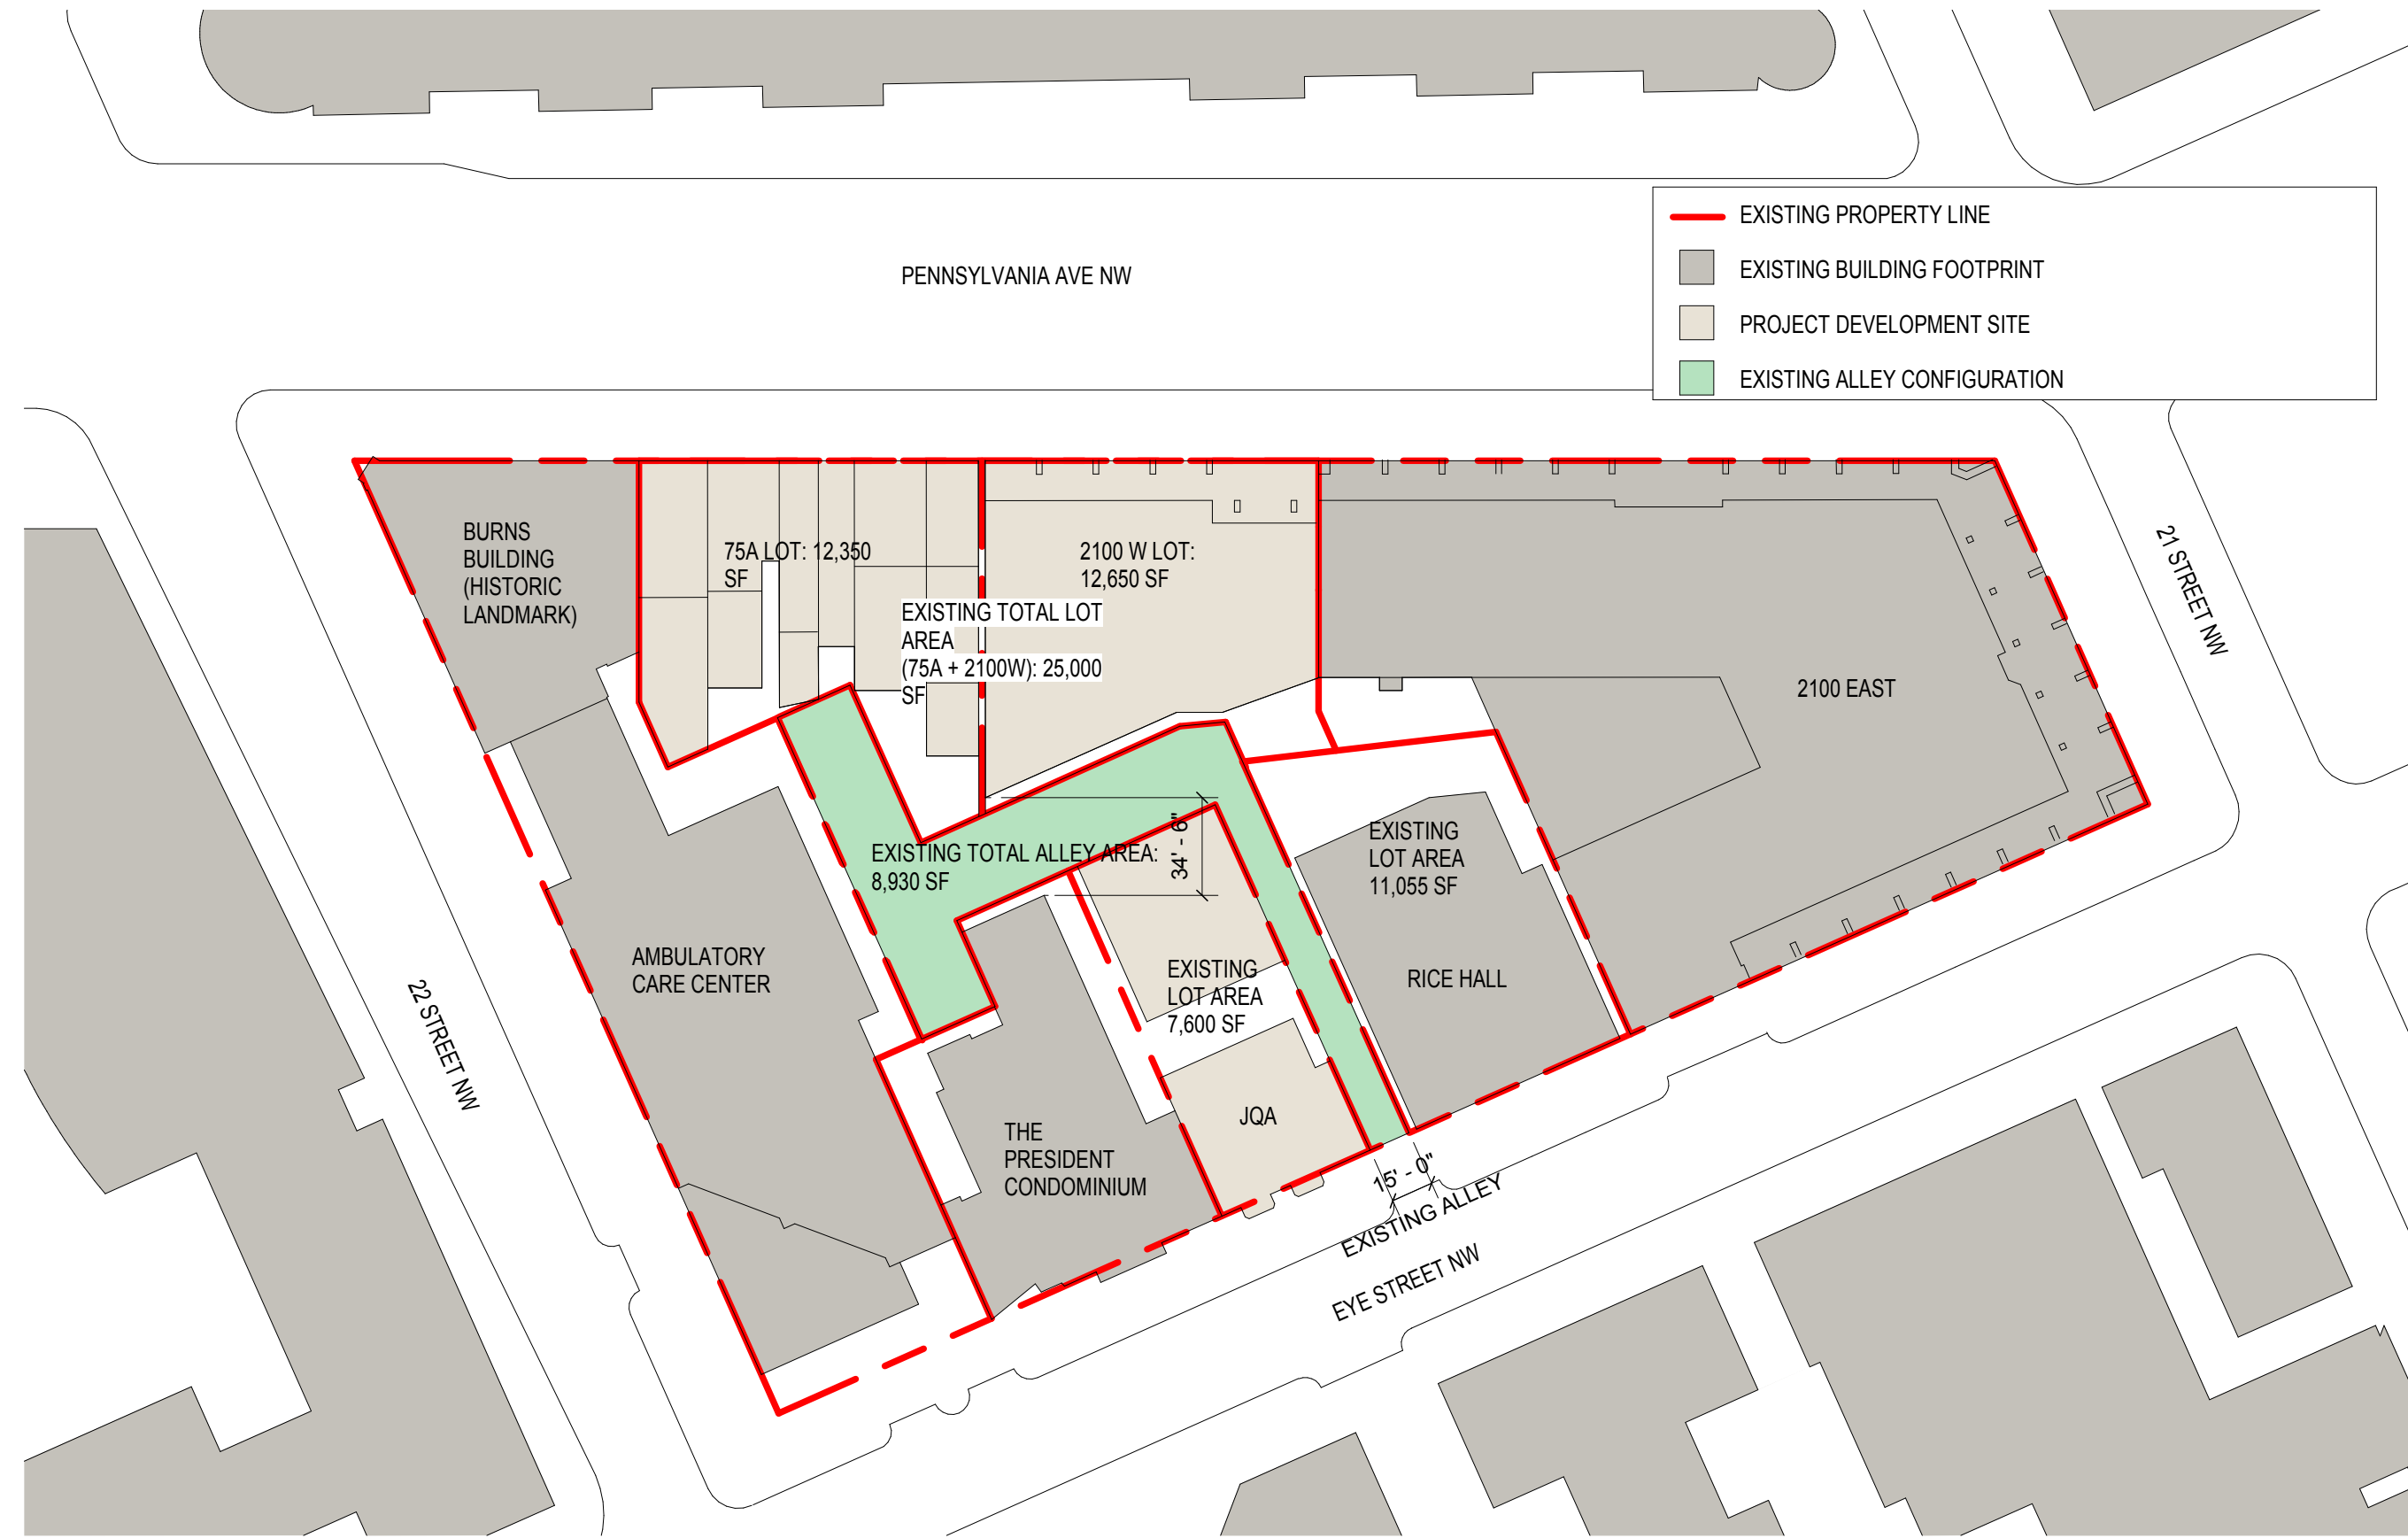 EXISTING PROPERTY LINE
EXISTING BUILDING FOOTPRINT
PENNSYLVANIA AVE NW
PROJECT DEVELOPMENT SITE
EXISTING ALLEY CONFIGURATION
BURNS
BUILDING
(HISTORIC
LANDMARK)
75A LOT: 12,350
SF
2100 W LOT:
12,650 SF
EXISTING TOTAL LOT
AREA
(75A + 2100W): 25,000
SF
21 STREET NW
2100 EAST
EXISTING TOTAL ALLEY AREA:
8,930 SF
34' - 6"
EXISTING
LOT AREA
11,055 SF
AMBULATORY
CARE CENTER
EXISTING
LOT AREA
7,600 SF
RICE HALL
22 STREET NW
JQA
THE
PRESIDENT
CONDOMINIUM
15' - 0"
EXISTING ALLEY
EYE STREET NW